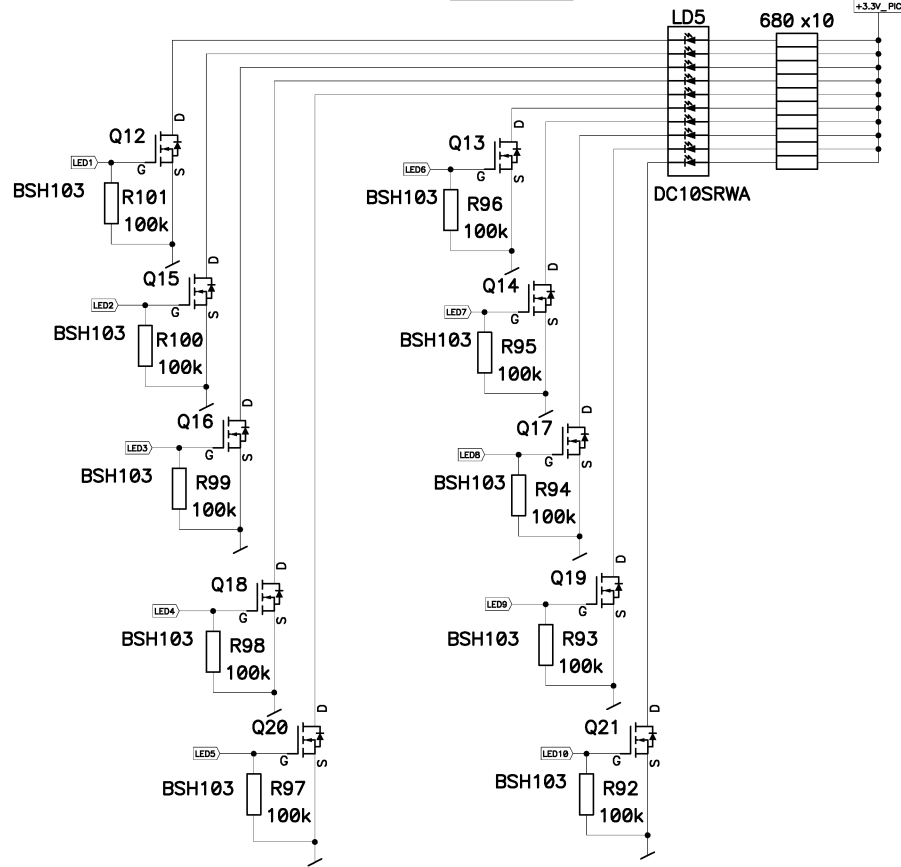 +3.3V_PIC
LD5
680 x10
DC10SRWA
Q12
D
LED1
G
S
BSH103
R101
100k
Q13
D
LED6
G
S
BSH103
R96
100k
Q15
D
LED2
G
S
BSH103
R100
100k
Q14
D
LED7
G
S
BSH103
R95
100k
Q16
D
LED3
G
S
BSH103
R99
100k
Q17
D
LED8
G
S
BSH103
R94
100k
Q18
D
LED4
G
S
BSH103
R98
100k
Q19
D
LED9
G
S
BSH103
R93
100k
Q20
D
LED5
G
S
BSH103
R97
100k
Q21
D
LED10
G
S
BSH103
R92
100k